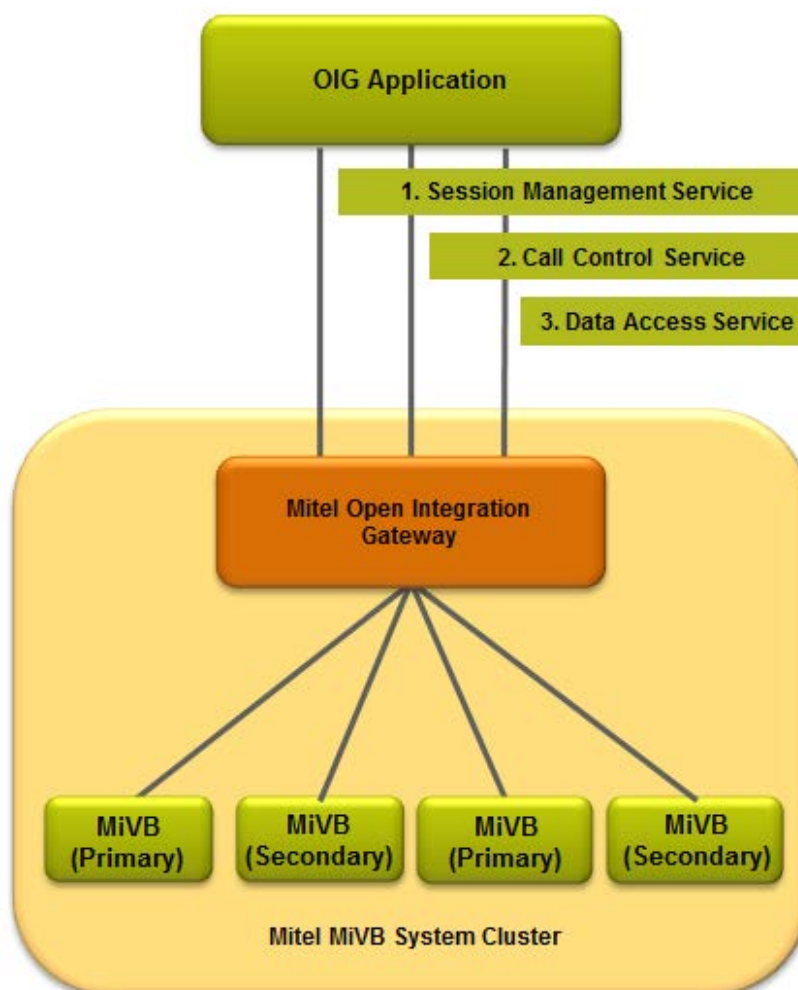 OIG Application
1. Session Management Service
2. Call Control Service
3. Data Access Service
Mitel Open Integration
Gateway
MiVB
(Primary)
MiVB
(Secondary)
MiVB
(Primary)
MiVB
(Secondary)
Mitel MiVB System Cluster